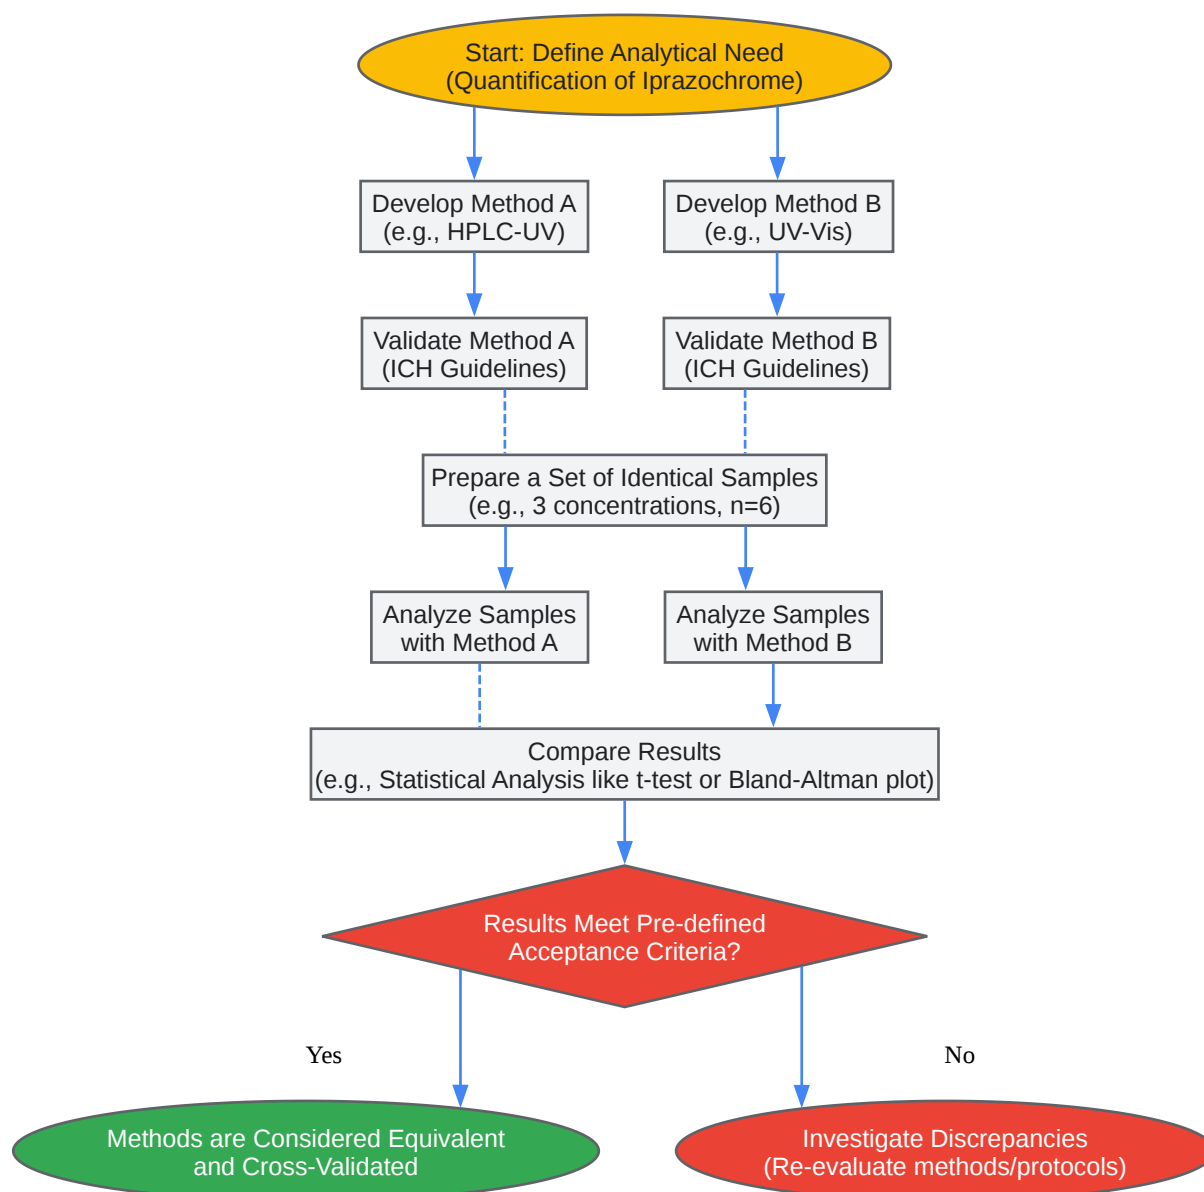 Start: Define Analytical Need
(Quantification of Iprazochrome)
Develop Method A
(e.g., HPLC-UV)
Develop Method B
(e.g., UV-Vis)
Validate Method A
(ICH Guidelines)
Validate Method B
(ICH Guidelines)
Prepare a Set of Identical Samples
(e.g., 3 concentrations, n=6)
Analyze Samples
with Method A
Analyze Samples
with Method B
Compare Results
(e.g., Statistical Analysis like t-test or Bland-Altman plot)
Results Meet Pre-defined
Acceptance Criteria?
Yes
No
Methods are Considered Equivalent
and Cross-Validated
Investigate Discrepancies
(Re-evaluate methods/protocols)